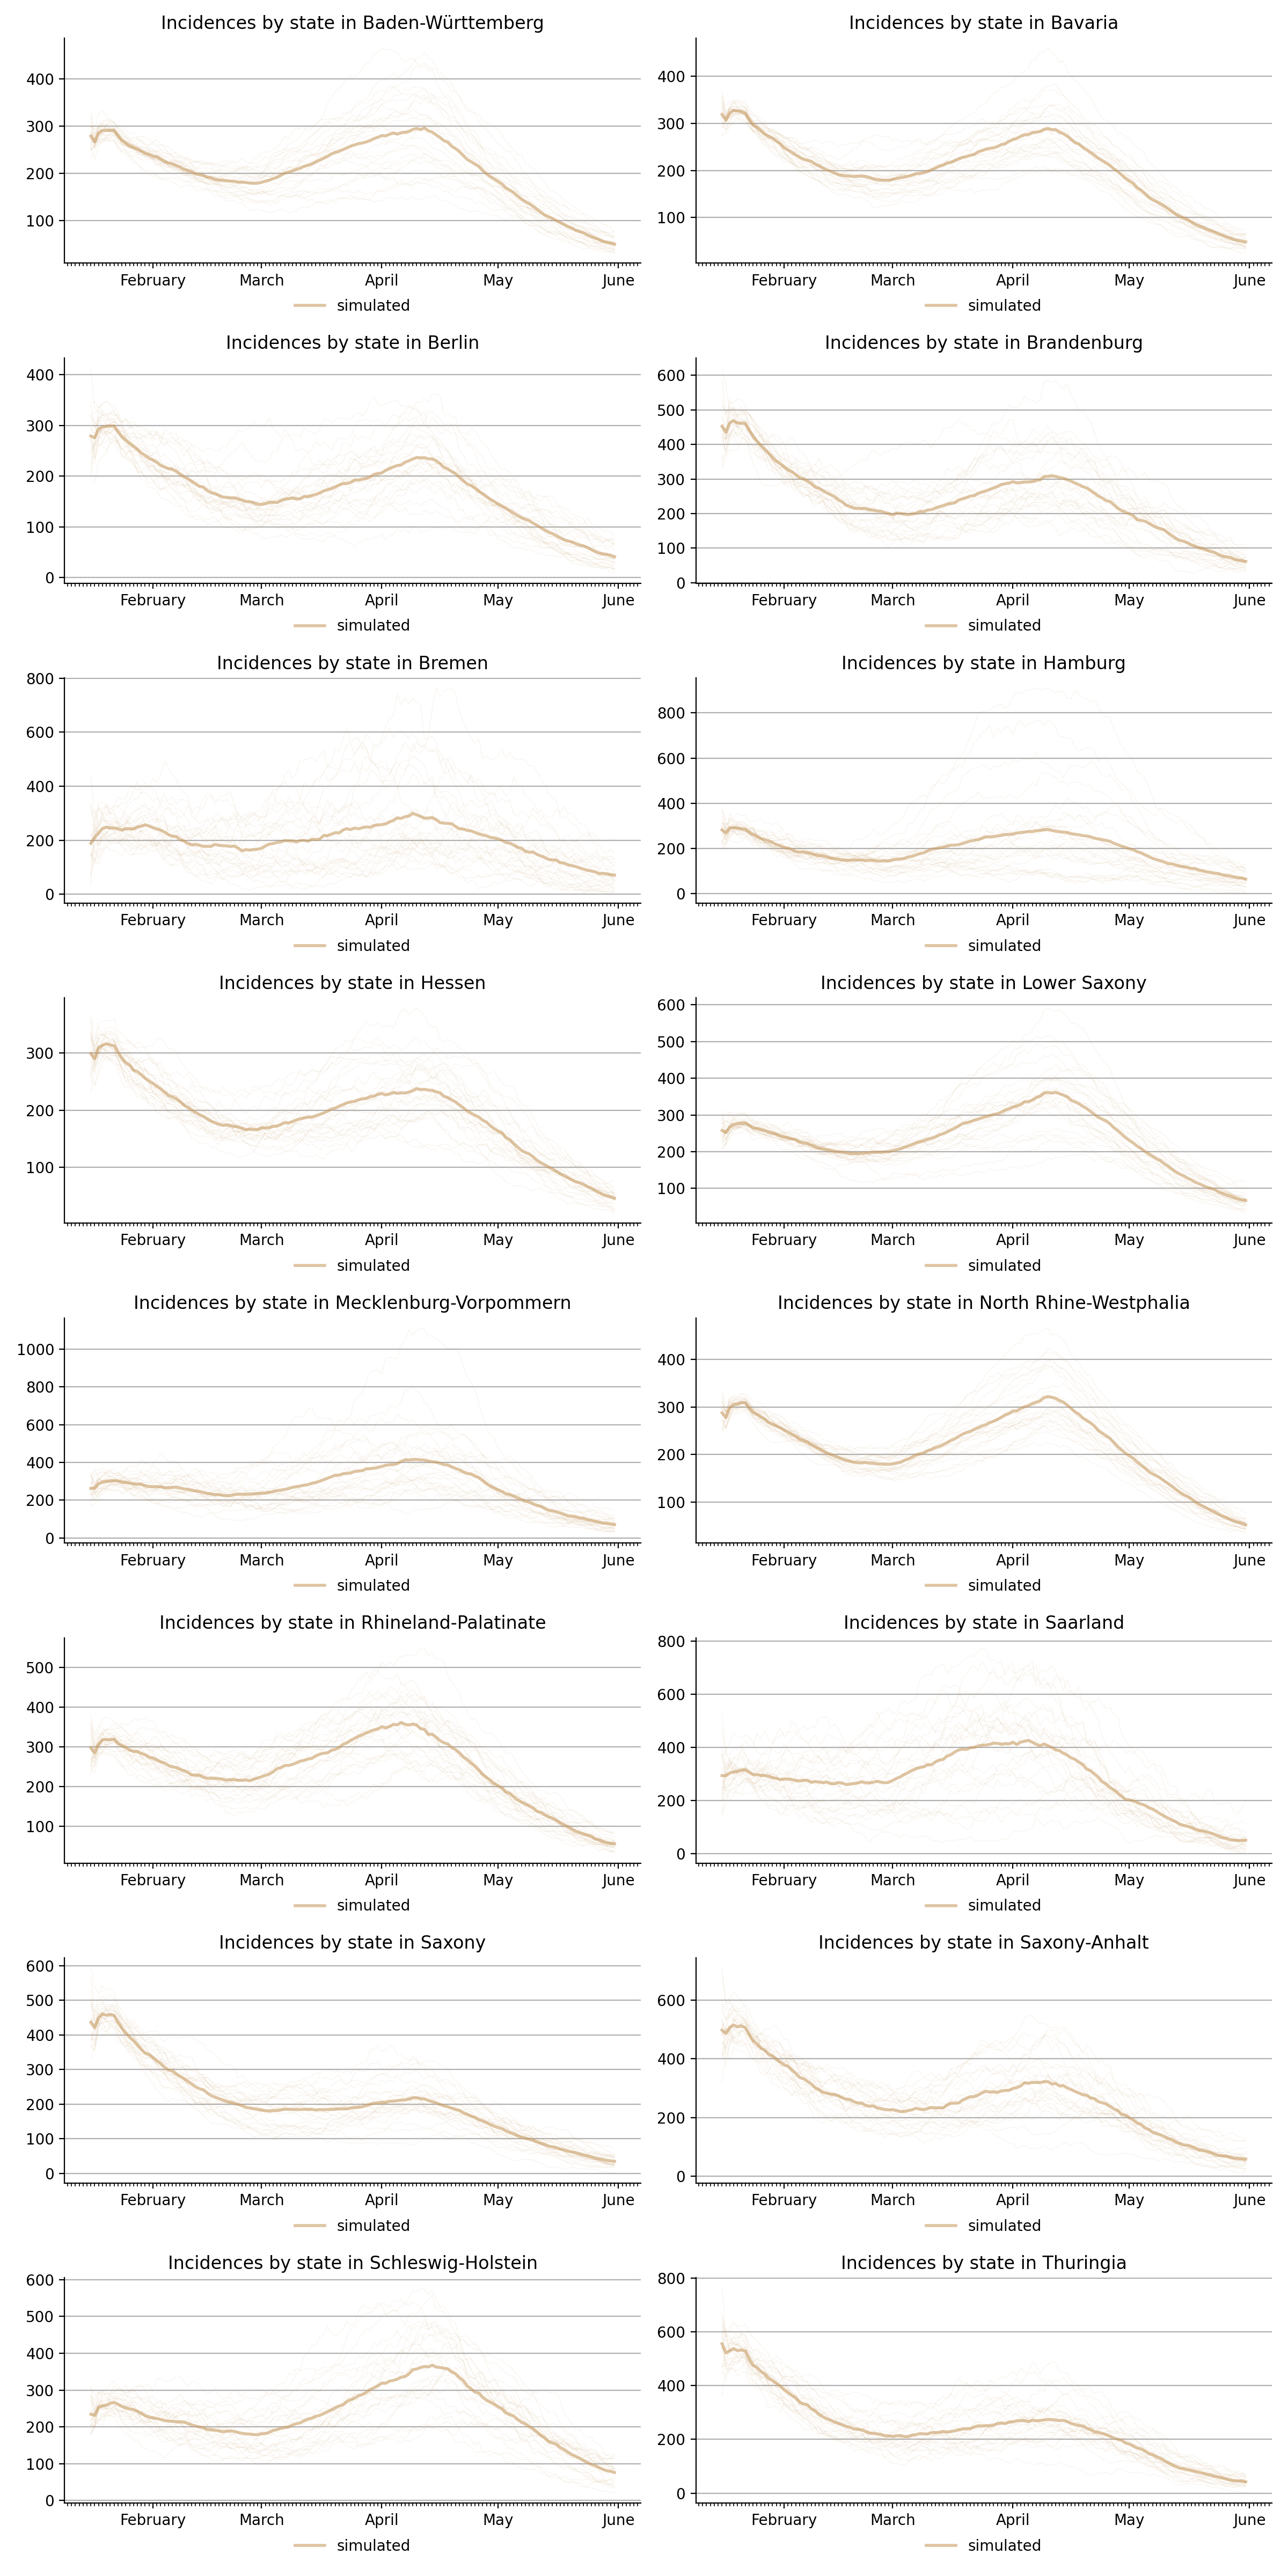 Incidences by state in Baden-Württemberg
400
300
200
100
February March April May June
simulated
Incidences by state in Bavaria
400
300
200
100
February March April May June
simulated
Incidences by state in Berlin
400
300
200
100
0
February March April May June
simulated
Incidences by state in Brandenburg
600
500
400
300
200
100
0
February March April May June
simulated
Incidences by state in Bremen
800
600
400
200
0
February March April May June
simulated
Incidences by state in Hamburg
800
600
400
200
0
February March April May June
simulated
Incidences by state in Hessen
300
200
100
February March April May June
simulated
Incidences by state in Lower Saxony
600
500
400
300
200
100
February March April May June
simulated
Incidences by state in Mecklenburg-Vorpommern
1000
800
600
400
200
0
February March April May June
simulated
Incidences by state in North Rhine-Westphalia
400
300
200
100
February March April May June
simulated
Incidences by state in Rhineland-Palatinate
500
400
300
200
100
February March April May June
simulated
Incidences by state in Saarland
800
600
400
200
0
February March April May June
simulated
Incidences by state in Saxony
600
500
400
300
200
100
0
February March April May June
simulated
Incidences by state in Saxony-Anhalt
600
400
200
0
February March April May June
simulated
Incidences by state in Schleswig-Holstein
600
500
400
300
200
100
0
February March April May June
simulated
Incidences by state in Thuringia
800
600
400
200
0
February March April May June
simulated